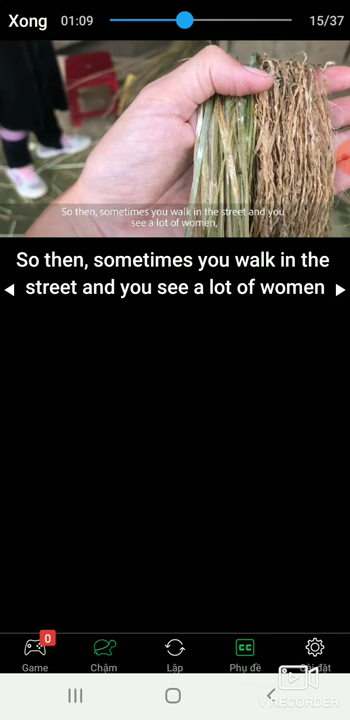 Xong 01:09 15/37
So then, sometimes you walk in the street and you
see a lot of women,
So then, sometimes you walk in the
street and you see a lot of women
0
Game Chậm Lặp Phụ đề Cài đặt
V RECORDER